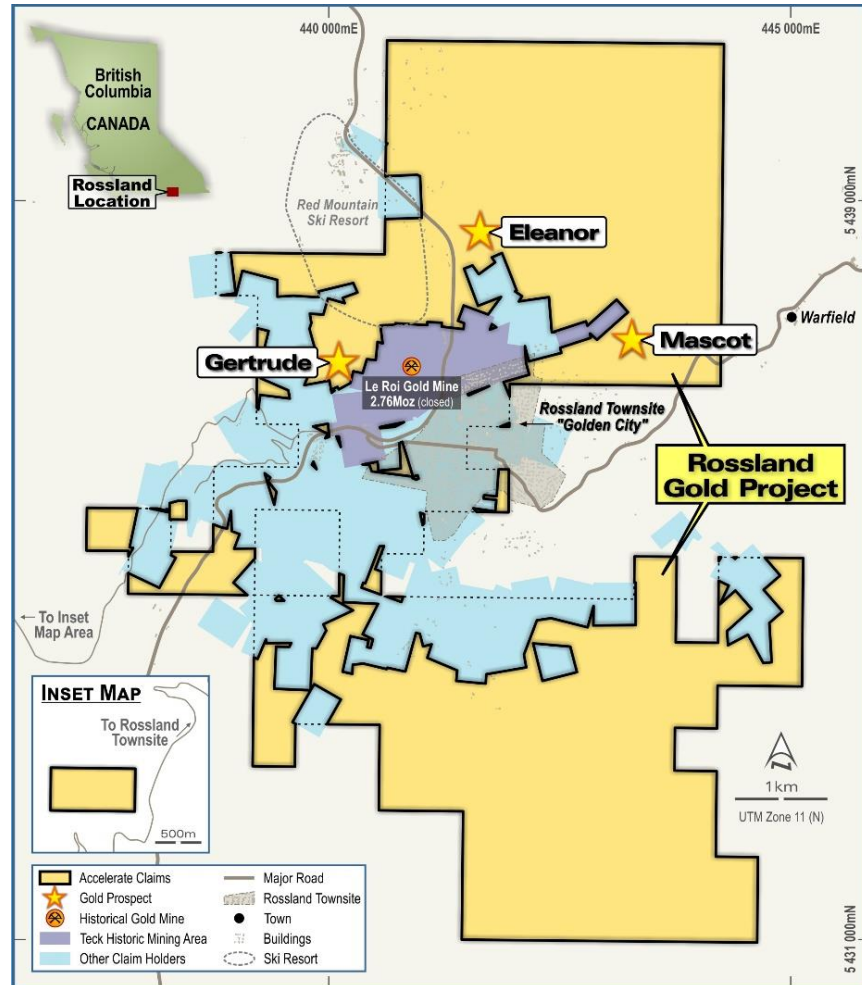 440 000mE
445 000mE
British
Columbia
CANADA
Rossland
Location
5 439 000mN
Red Mountain
Ski Resort
Eleanor
Warfield
Mascot
Gertrude
Le Roi Gold Mine
2.76Moz (closed)
Rossland Townsite
"Golden City"
Rossland
Gold Project
To Inset
Map Area
INSET MAP
To Rossland
Townsite
500m
N
1km
UTM Zone 11 (N)
Accelerate Claims
Gold Prospect
Historical Gold Mine
Teck Historic Mining Area
Other Claim Holders
Major Road
Rossland Townsite
Town
Buildings
Ski Resort
5 431 000mN